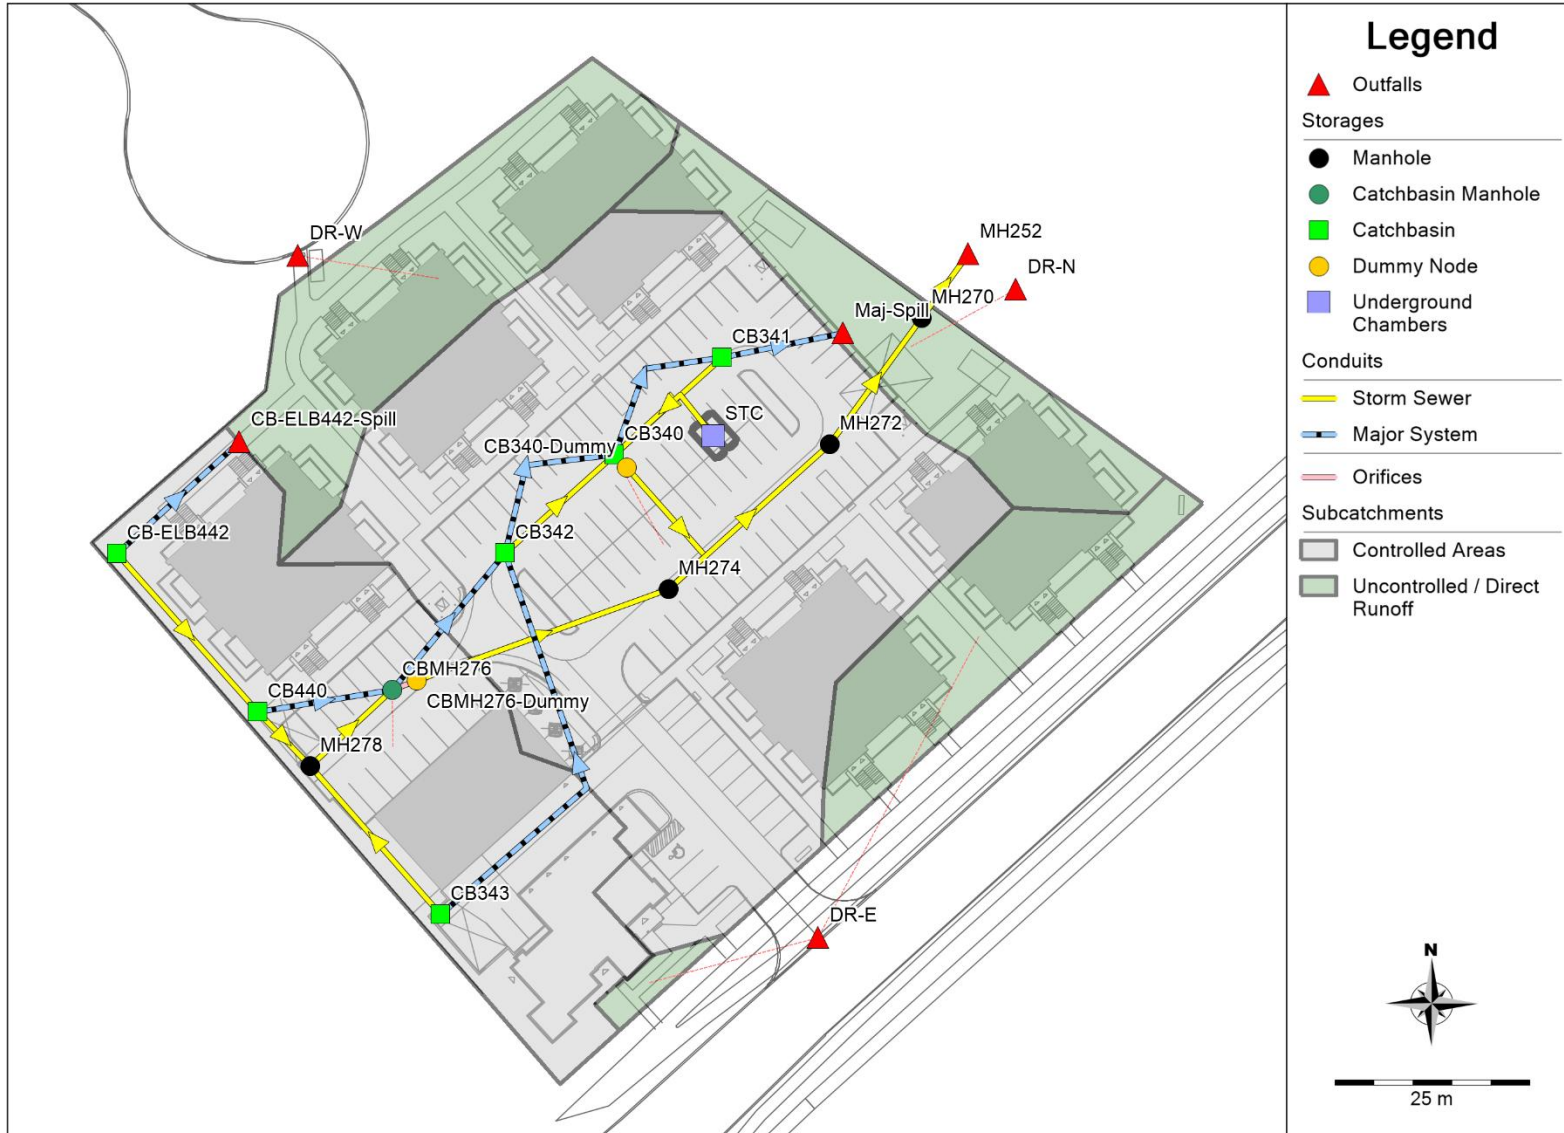 DR-W
MH252
DR-N
MH270
Maj-Spill
CB341
CB-ELB442-Spill
STC
CB340
CB340-Dummy
MH272
CB-ELB442
CB342
MH274
CBMH276
CBMH276-Dummy
CB440
MH278
CB343
DR-E
Legend
Outfalls
Storages
Manhole
Catchbasin Manhole
Catchbasin
Dummy Node
Underground
Chambers
Conduits
Storm Sewer
Major System
Orifices
Subcatchments
Controlled Areas
Uncontrolled / Direct
Runoff
N
25 m